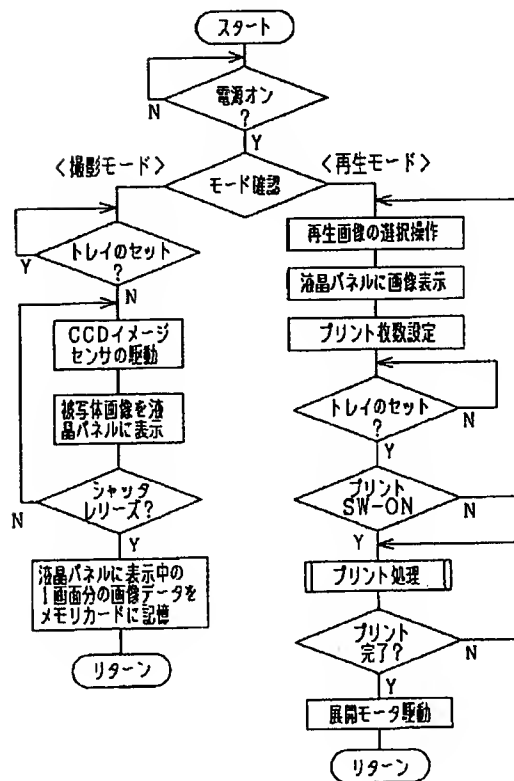 スタート
電源オン
?
N
Y
<撮影モード>
モード確認
<再生モード>
トレイのセット
?
Y
N
CCDイメージ
センサの駆動
被写体画像を液
晶パネルに表示
シャッタ
レリーズ?
N
Y
液晶パネルに表示中の
1画面分の画像データを
メモリカードに記憶
リターン
再生画像の選択操作
液晶パネルに画像表示
プリント枚数設定
トレイのセット
?
N
Y
プリント
SW-ON
N
Y
プリント処理
プリント
完了?
N
Y
展開モータ駆動
リターン